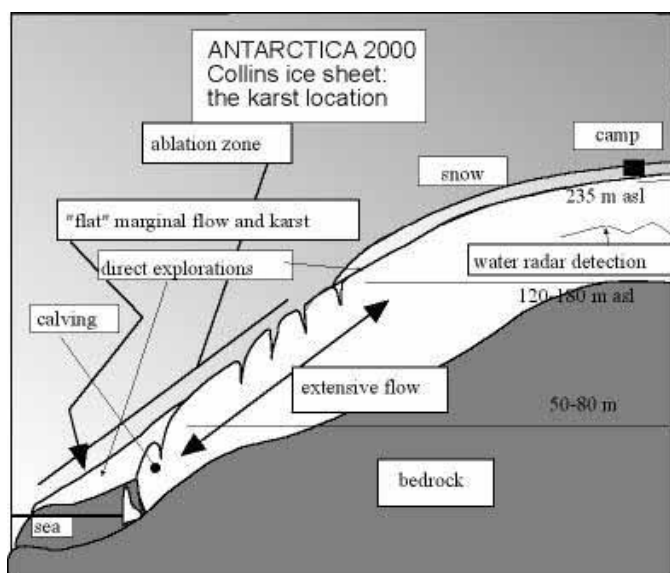 ANTARCTICA 2000
Collins ice sheet:
the karst location
ablation zone
camp
snow
235 m asl
"flat" marginal flow and karst
direct explorations
water radar detection
120-180 m asl
calving
extensive flow
50-80 m
bedrock
sea